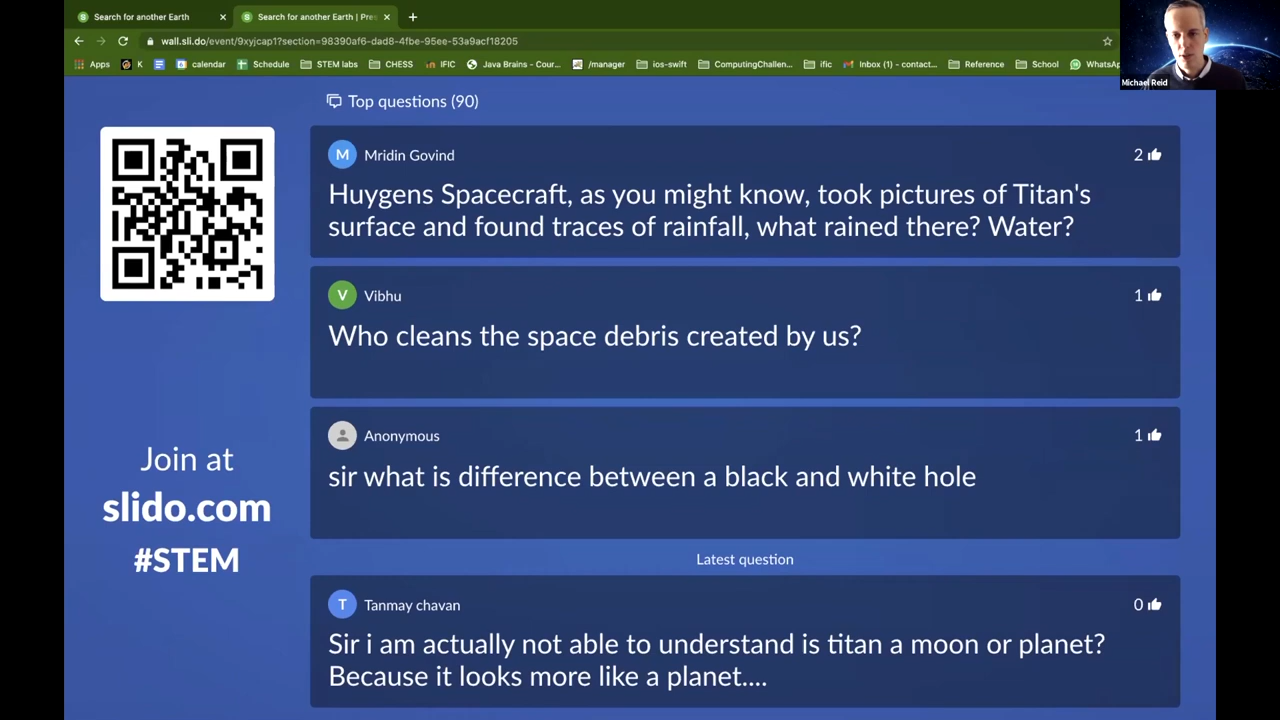 Search for another Earth
Search for another Earth | Pres
wall.sli.do/event/9xyjcap1?section=98390af6-dad8-4fbe-95ee-53a9acf18205
Apps K calendar Schedule STEM labs CHESS IFIC Java Brains - Cour... /manager ios-swift ComputingChallen... ific Inbox (1) - contact... Reference School WhatsAp
Michael Reid
Top questions (90)
M Mridin Govind 2
Huygens Spacecraft, as you might know, took pictures of Titan's
surface and found traces of rainfall, what rained there? Water?
V Vibhu 1
Who cleans the space debris created by us?
Anonymous 1
sir what is difference between a black and white hole
Latest question
T Tanmay chavan 0
Sir i am actually not able to understand is titan a moon or planet?
Because it looks more like a planet....
Join at
slido.com
#STEM